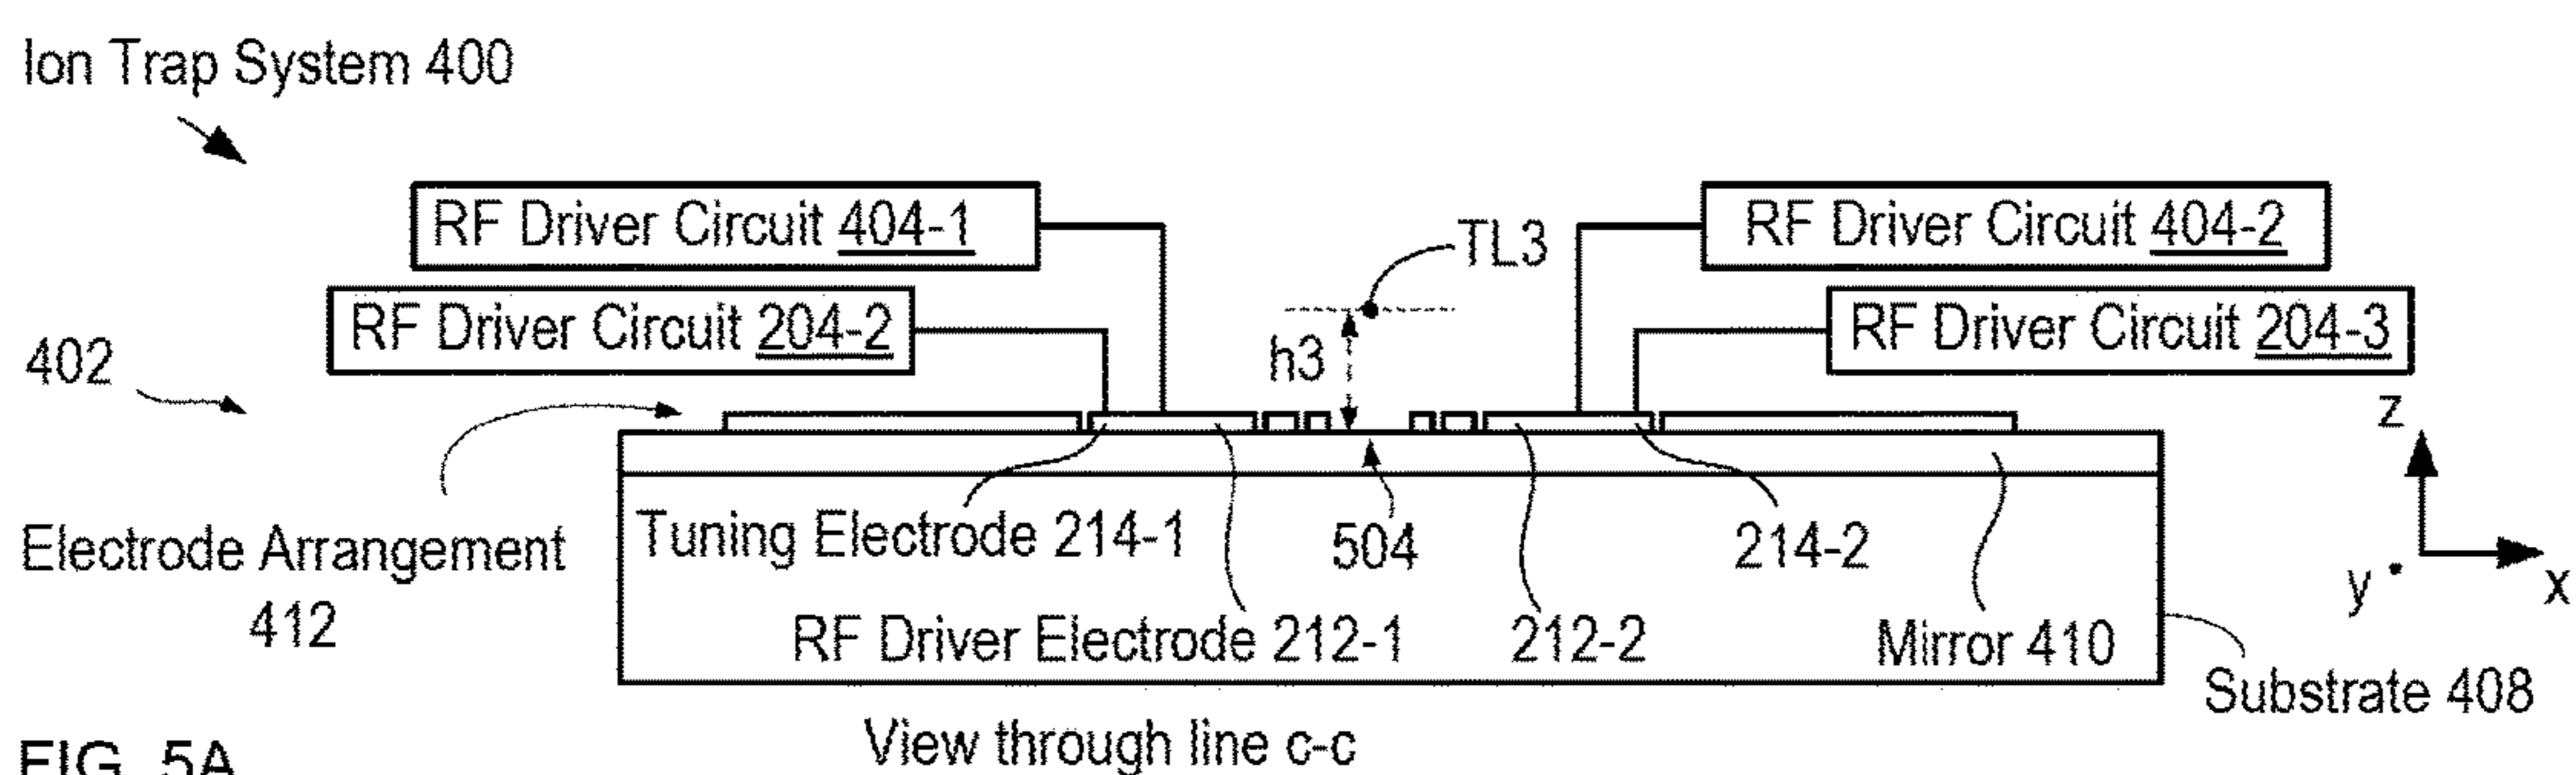 Ion Trap System 400
RF Driver Circuit 404-1
RF Driver Circuit 404-2
TL3
RF Driver Circuit 204-2
RF Driver Circuit 204-3
h3
402
z
Tuning Electrode 214-1
504
214-2
Electrode Arrangement
412
y
x
RF Driver Electrode 212-1
212-2
Mirror 410
Substrate 408
View through line c-c
FIG. 5A